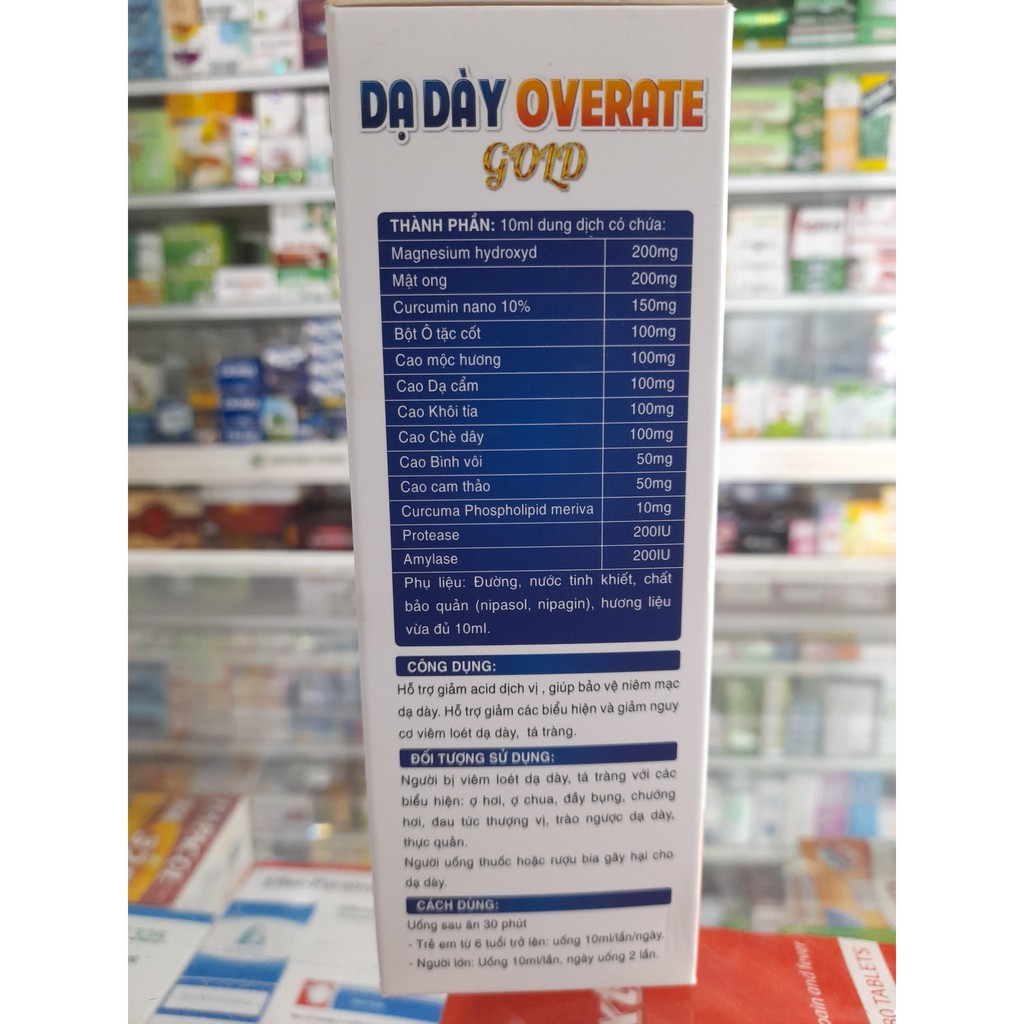 DẠ DÀY OVERATE
GOLD
THÀNH PHẦN: 10ml dung dịch có chứa:
Magnesium hydroxyd 200mg
Mật ong 200mg
Curcumin nano 10% 150mg
Bột Ô tặc cốt 100mg
Cao mộc hương 100mg
Cao Dạ cẩm 100mg
Cao Khôi tía 100mg
Cao Chè dây 100mg
Cao Bình vôi 50mg
Cao cam thảo 50mg
Curcuma Phospholipid meriva 10mg
Protease 200IU
Amylase 200IU
Phụ liệu: Đường, nước tinh khiết, chất
bảo quản (nipasol, nipagin), hương liệu
vừa đủ 10ml.
CÔNG DỤNG:
Hỗ trợ giảm acid dịch vị , giúp bảo vệ niêm mạc
dạ dày. Hỗ trợ giảm các biểu hiện và giảm nguy
cơ viêm loét dạ dày, tá tràng.
ĐỐI TƯỢNG SỬ DỤNG:
Người bị viêm loét dạ dày, tá tràng với các
biểu hiện: ợ hơi, ợ chua, đầy bụng, chướng
hơi, đau tức thượng vị, trào ngược dạ dày,
thực quản.
Người uống thuốc hoặc rượu bia gây hại cho
dạ dày.
CÁCH DÙNG:
Uống sau ăn 30 phút
- Trẻ em từ 6 tuổi trở lên: uống 10ml/lần/ngày.
- Người lớn: Uống 10ml/lần, ngày uống 2 lần.
pain and fever
30 TABLETS
325